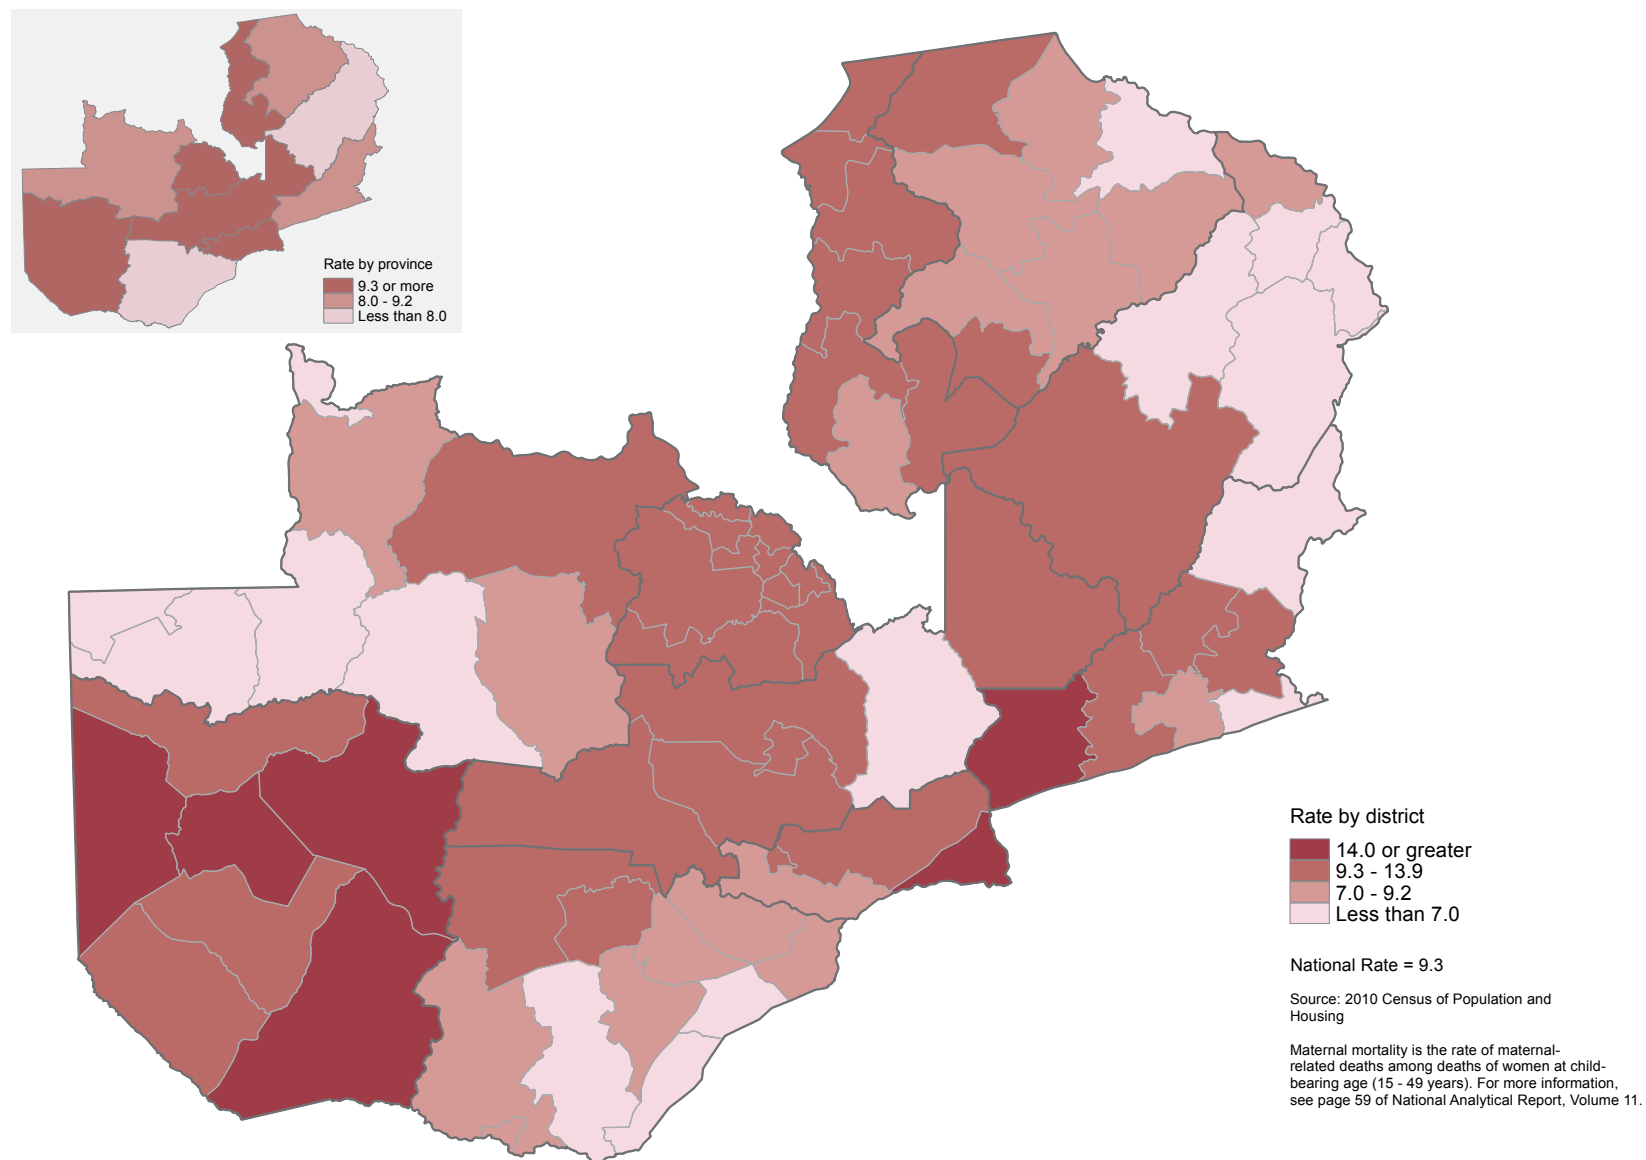 Rate by province
9.3 or more
8.0 - 9.2
Less than 8.0
Rate by district
14.0 or greater
9.3 - 13.9
7.0 - 9.2
Less than 7.0
National Rate = 9.3
Source: 2010 Census of Population and
Housing
Maternal mortality is the rate of maternal-
related deaths among deaths of women at child-
bearing age (15 - 49 years). For more information,
see page 59 of National Analytical Report, Volume 11.